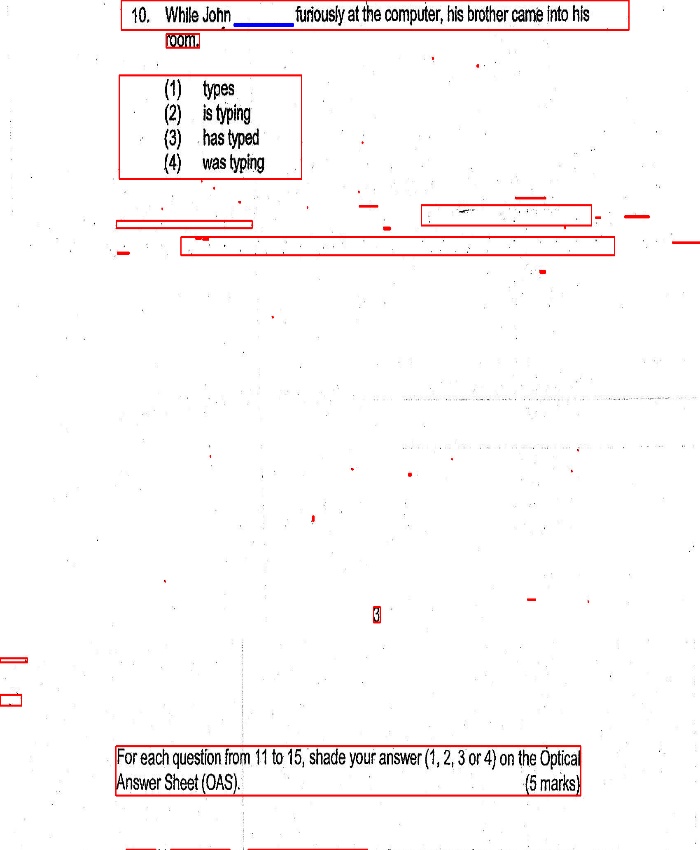 10. While John ________ furiously at the computer, his brother came into his
room.
(1) types
(2) is typing
(3) has typed
(4) was typing
3
For each question from 11 to 15, shade your answer (1, 2, 3 or 4) on the Optical
Answer Sheet (OAS). (5 marks)